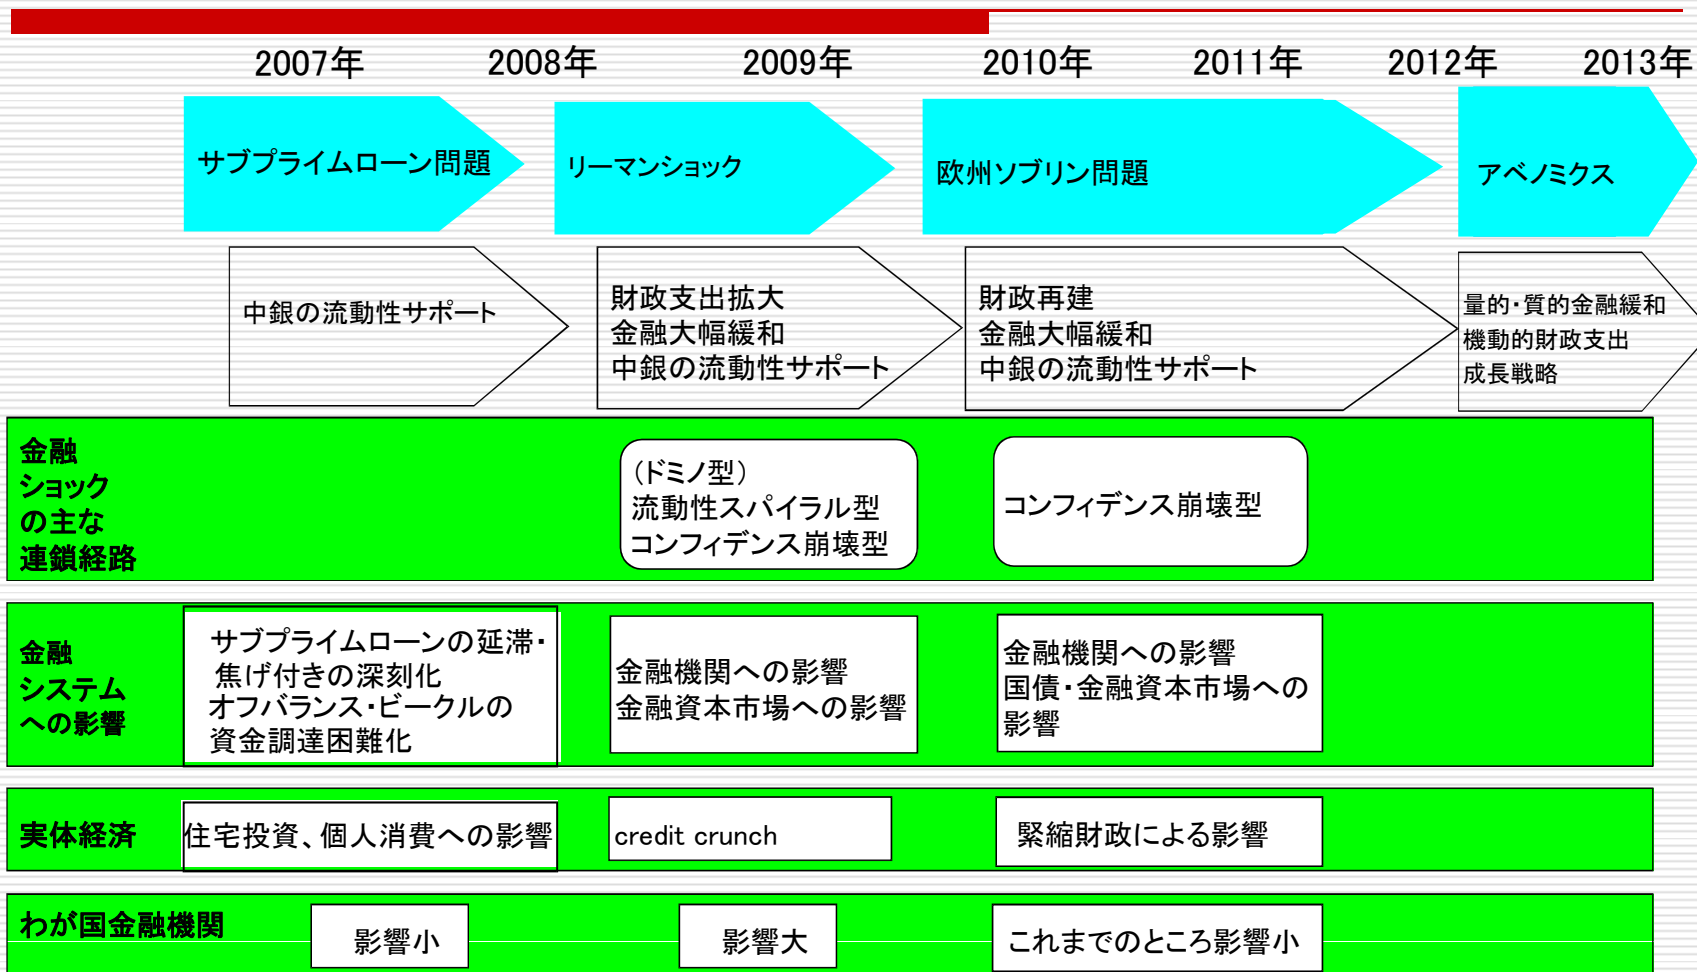 2007年 2008年 2009年 2010年 2011年 2012年 2013年
サブプライムローン問題
リーマンショック
欧州ソブリン問題
アベノミクス
中銀の流動性サポート
財政支出拡大
金融大幅緩和
中銀の流動性サポート
財政再建
金融大幅緩和
中銀の流動性サポート
量的・質的金融緩和
機動的財政支出
成長戦略
金融
ショック
の主な
連鎖経路
(ドミノ型)
流動性スパイラル型
コンフィデンス崩壊型
コンフィデンス崩壊型
金融
システム
への影響
サブプライムローンの延滞・
焦げ付きの深刻化
オフバランス・ビークルの
資金調達困難化
金融機関への影響
金融資本市場への影響
金融機関への影響
国債・金融資本市場への
影響
実体経済
住宅投資、個人消費への影響
credit crunch
緊縮財政による影響
わが国金融機関
影響小
影響大
これまでのところ影響小